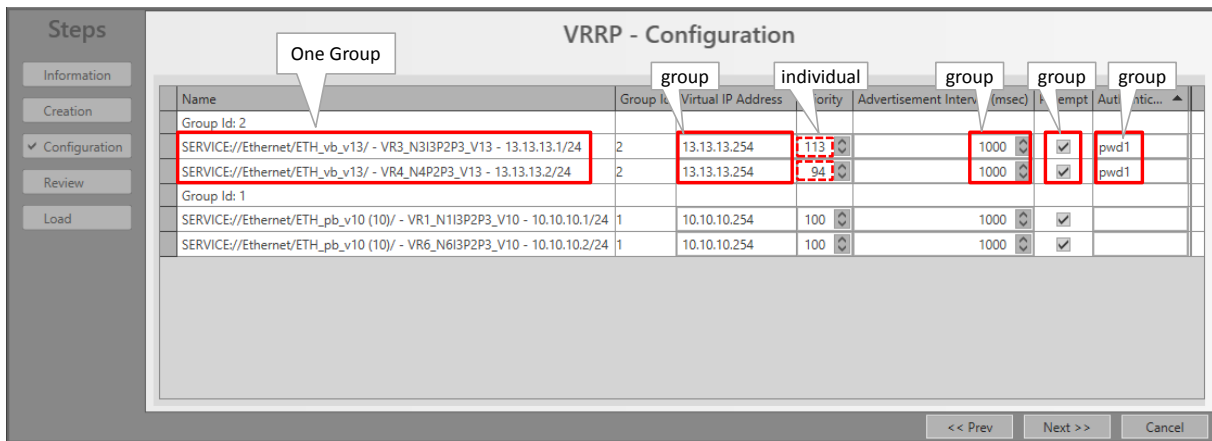 Steps
Information
Creation
✔ Configuration
Review
Load
VRRP - Configuration
One Group
group
individual
group
group
group
Name Group Id Virtual IP Address Priority Advertisement Interval (msec) Preempt Authentic...
Group Id: 2
SERVICE://Ethernet/ETH_vb_v13/ - VR3_N3I3P2P3_V13 - 13.13.13.1/24 2 13.13.13.254 113 1000 ✔ pwd1
SERVICE://Ethernet/ETH_vb_v13/ - VR4_N4P2P3_V13 - 13.13.13.2/24 2 13.13.13.254 94 1000 ✔ pwd1
Group Id: 1
SERVICE://Ethernet/ETH_pb_v10 (10)/ - VR1_N1I3P2P3_V10 - 10.10.10.1/24 1 10.10.10.254 100 1000 ✔
SERVICE://Ethernet/ETH_pb_v10 (10)/ - VR6_N6I3P2P3_V10 - 10.10.10.2/24 1 10.10.10.254 100 1000 ✔
<< Prev
Next >>
Cancel